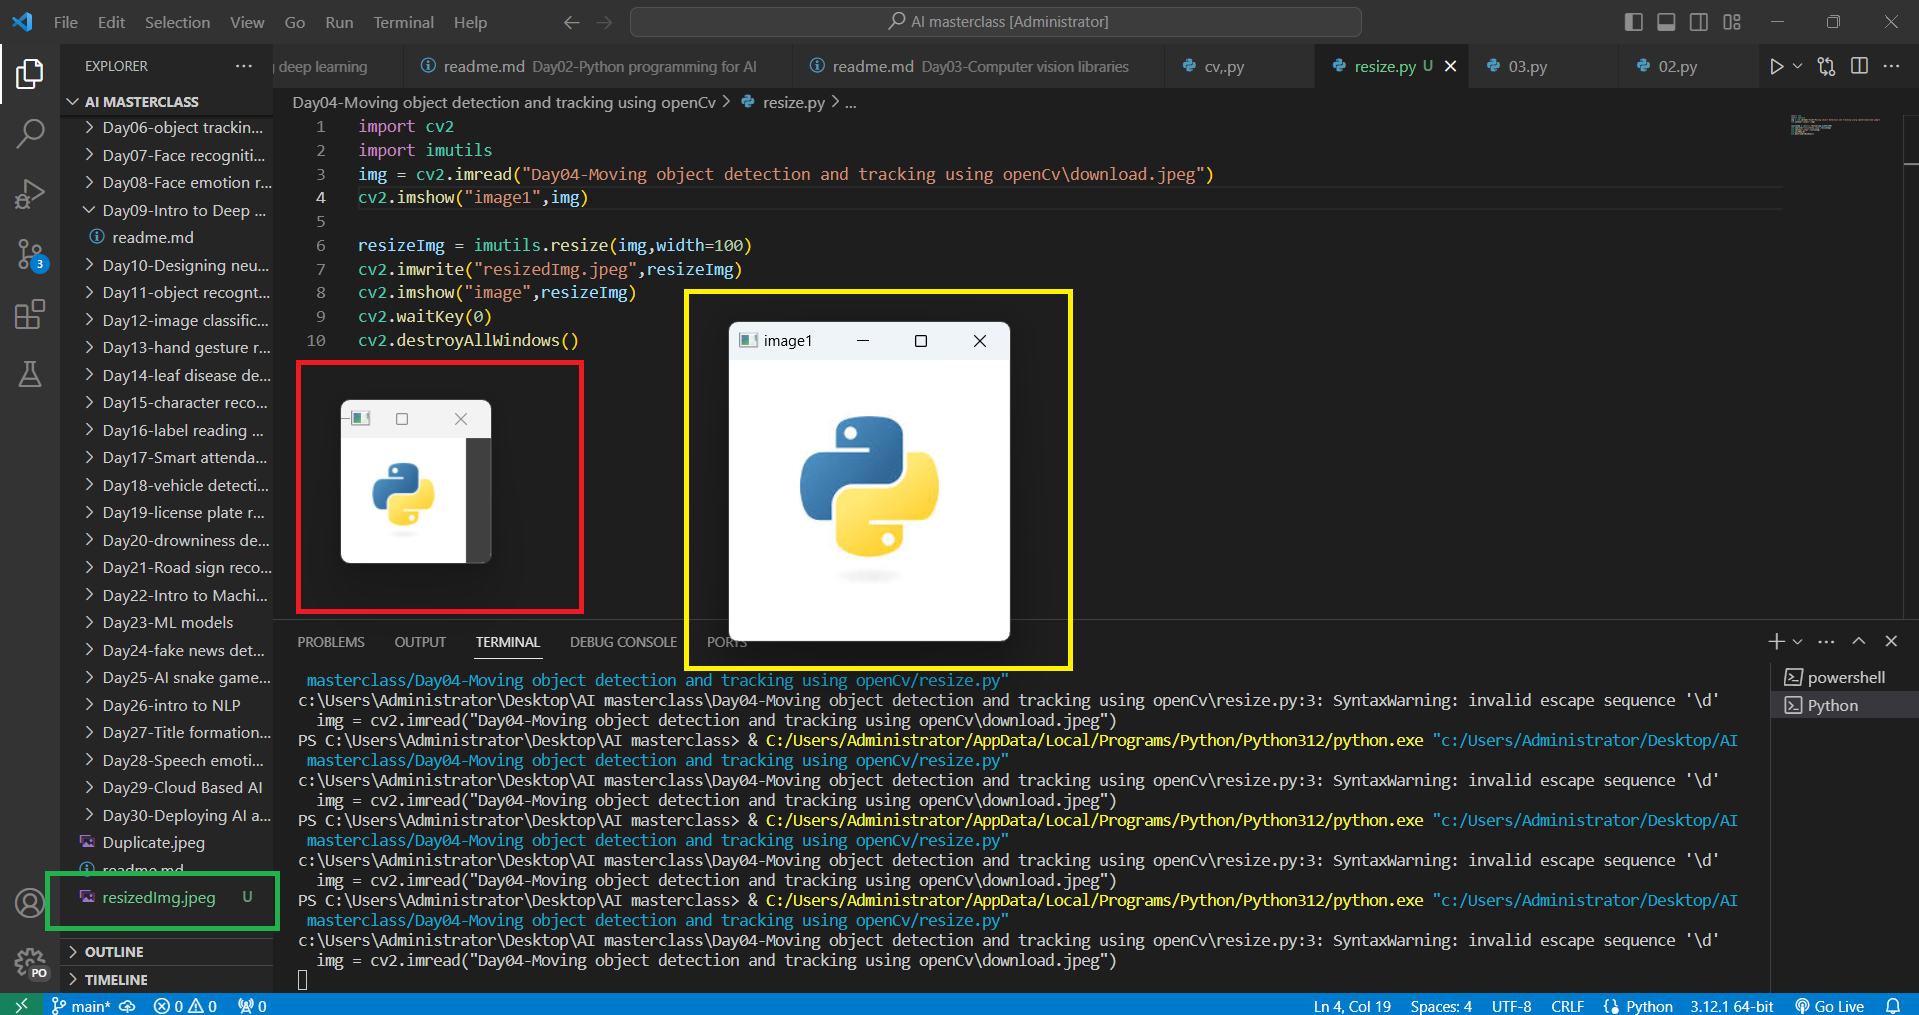 File Edit Selection View Go Run Terminal Help
AI masterclass [Administrator]
EXPLORER
deep learning
readme.md Day02-Python programming for AI
readme.md Day03-Computer vision libraries
cv,.py
resize.py U
03.py
02.py
AI MASTERCLASS
Day06-object trackin...
Day07-Face recogniti...
Day08-Face emotion r...
Day09-Intro to Deep ...
readme.md
Day10-Designing neu...
Day11-object recognt...
Day12-image classific...
Day13-hand gesture r...
Day14-leaf disease de...
Day15-character reco...
Day16-label reading ...
Day17-Smart attenda...
Day18-vehicle detecti...
Day19-license plate r...
Day20-drowniness de...
Day21-Road sign reco...
Day22-Intro to Machi...
Day23-ML models
Day24-fake news det...
Day25-AI snake game...
Day26-intro to NLP
Day27-Title formation...
Day28-Speech emoti...
Day29-Cloud Based AI
Day30-Deploying AI a...
Duplicate.jpeg
readme.md
resizedImg.jpeg U
OUTLINE
TIMELINE
3
PO
Day04-Moving object detection and tracking using openCv > resize.py > ...
1 import cv2
2 import imutils
3 img = cv2.imread("Day04-Moving object detection and tracking using openCv\download.jpeg")
4 cv2.imshow("image1",img)
5
6 resizeImg = imutils.resize(img,width=100)
7 cv2.imwrite("resizedImg.jpeg",resizeImg)
8 cv2.imshow("image",resizeImg)
9 cv2.waitKey(0)
10 cv2.destroyAllWindows()
image1
PROBLEMS OUTPUT TERMINAL DEBUG CONSOLE PORTS
masterclass/Day04-Moving object detection and tracking using openCv/resize.py"
c:\Users\Administrator\Desktop\AI masterclass\Day04-Moving object detection and tracking using openCv\resize.py:3: SyntaxWarning: invalid escape sequence '\d'
img = cv2.imread("Day04-Moving object detection and tracking using openCv\download.jpeg")
PS C:\Users\Administrator\Desktop\AI masterclass> & C:/Users/Administrator/AppData/Local/Programs/Python/Python312/python.exe "c:/Users/Administrator/Desktop/AI
masterclass/Day04-Moving object detection and tracking using openCv/resize.py"
c:\Users\Administrator\Desktop\AI masterclass\Day04-Moving object detection and tracking using openCv\resize.py:3: SyntaxWarning: invalid escape sequence '\d'
img = cv2.imread("Day04-Moving object detection and tracking using openCv\download.jpeg")
PS C:\Users\Administrator\Desktop\AI masterclass> & C:/Users/Administrator/AppData/Local/Programs/Python/Python312/python.exe "c:/Users/Administrator/Desktop/AI
masterclass/Day04-Moving object detection and tracking using openCv/resize.py"
c:\Users\Administrator\Desktop\AI masterclass\Day04-Moving object detection and tracking using openCv\resize.py:3: SyntaxWarning: invalid escape sequence '\d'
img = cv2.imread("Day04-Moving object detection and tracking using openCv\download.jpeg")
PS C:\Users\Administrator\Desktop\AI masterclass> & C:/Users/Administrator/AppData/Local/Programs/Python/Python312/python.exe "c:/Users/Administrator/Desktop/AI
masterclass/Day04-Moving object detection and tracking using openCv/resize.py"
c:\Users\Administrator\Desktop\AI masterclass\Day04-Moving object detection and tracking using openCv\resize.py:3: SyntaxWarning: invalid escape sequence '\d'
img = cv2.imread("Day04-Moving object detection and tracking using openCv\download.jpeg")
powershell
Python
main* 0 0 0
Ln 4, Col 19 Spaces: 4 UTF-8 CRLF Python 3.12.1 64-bit Go Live